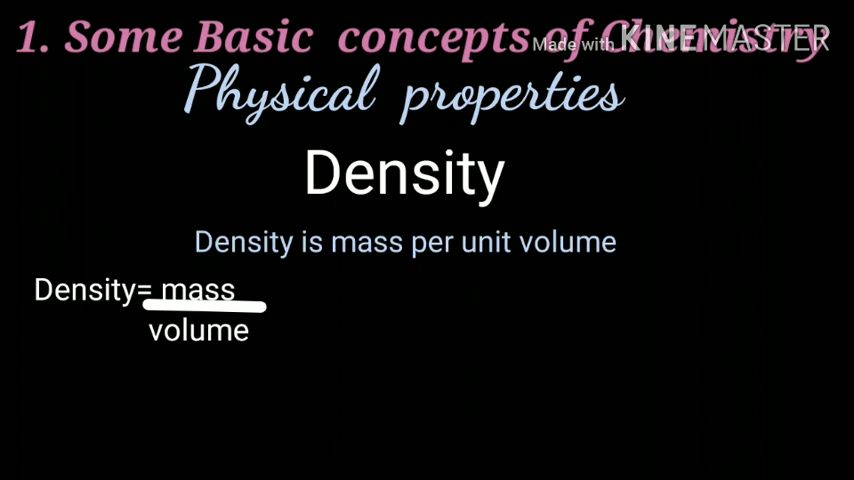 1. Some Basic concepts of Chemistry
Made with KINEMASTER
Physical properties
Density
Density is mass per unit volume
Density= mass
volume